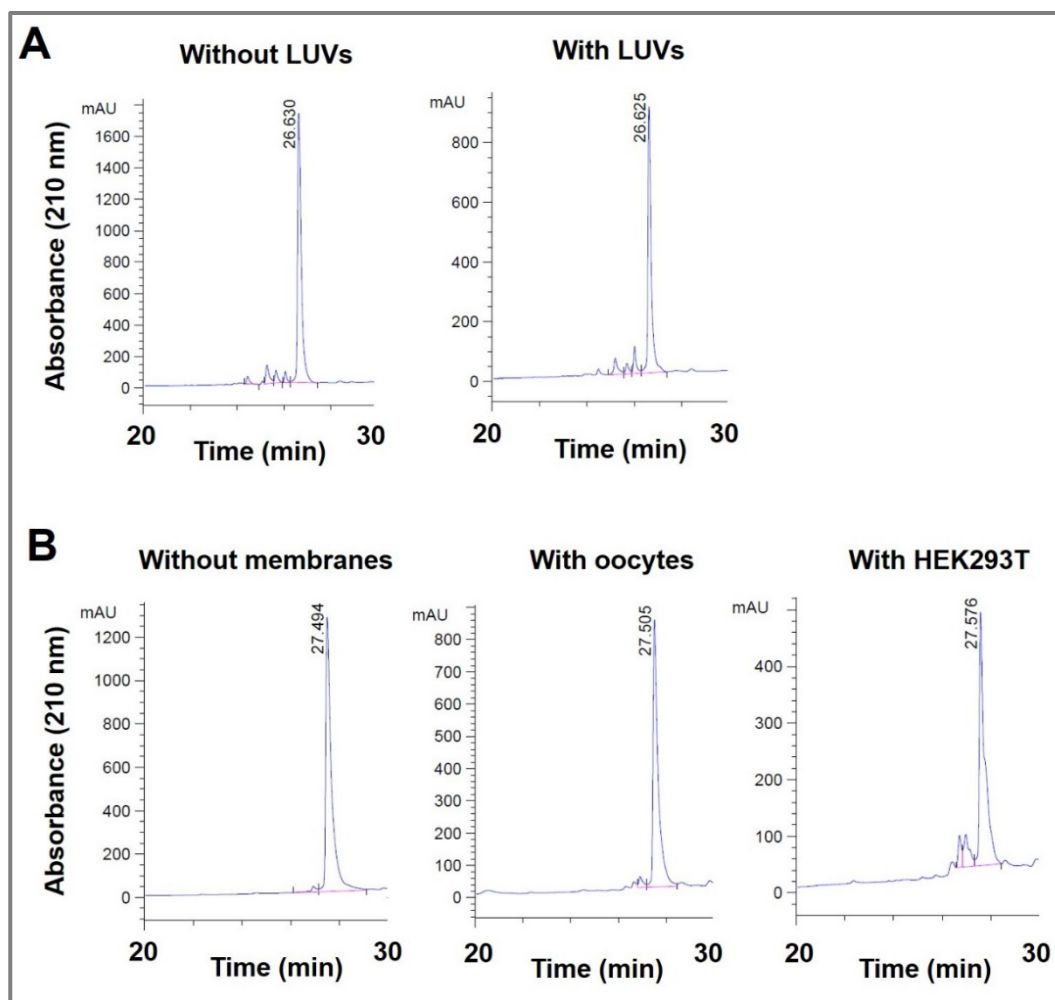 A
Without LUVs
With LUVs
Absorbance (210 nm)
mAU
1600
1400
1200
1000
800
600
400
200
0
26.630
20
30
Time (min)
mAU
800
600
400
200
0
26.625
20
30
Time (min)
B
Without membranes
With oocytes
With HEK293T
Absorbance (210 nm)
mAU
1200
1000
800
600
400
200
0
27.494
20
30
Time (min)
mAU
800
700
600
500
400
300
200
100
0
27.505
20
30
Time (min)
mAU
400
300
200
100
0
27.576
20
30
Time (min)